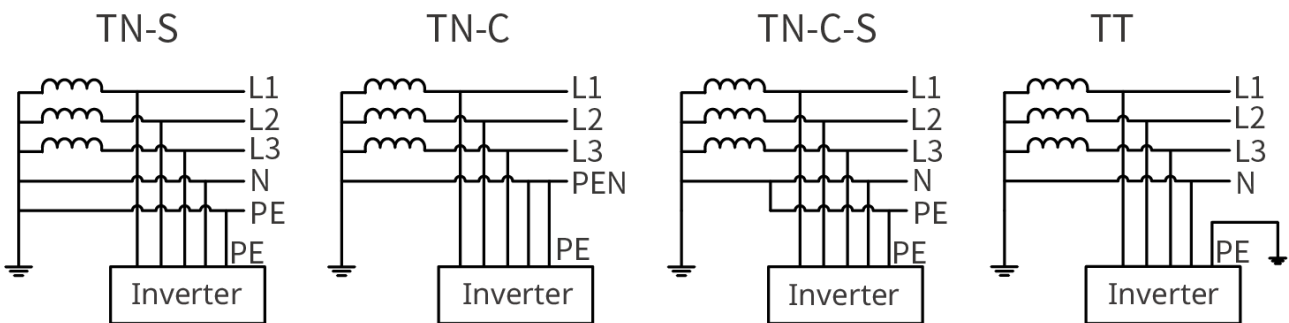 TN-S
TN-C
TN-C-S
TT
L1
L2
L3
N
PE
PE
Inverter
L1
L2
L3
PEN
PE
Inverter
L1
L2
L3
N
PE
PE
Inverter
L1
L2
L3
N
PE
Inverter